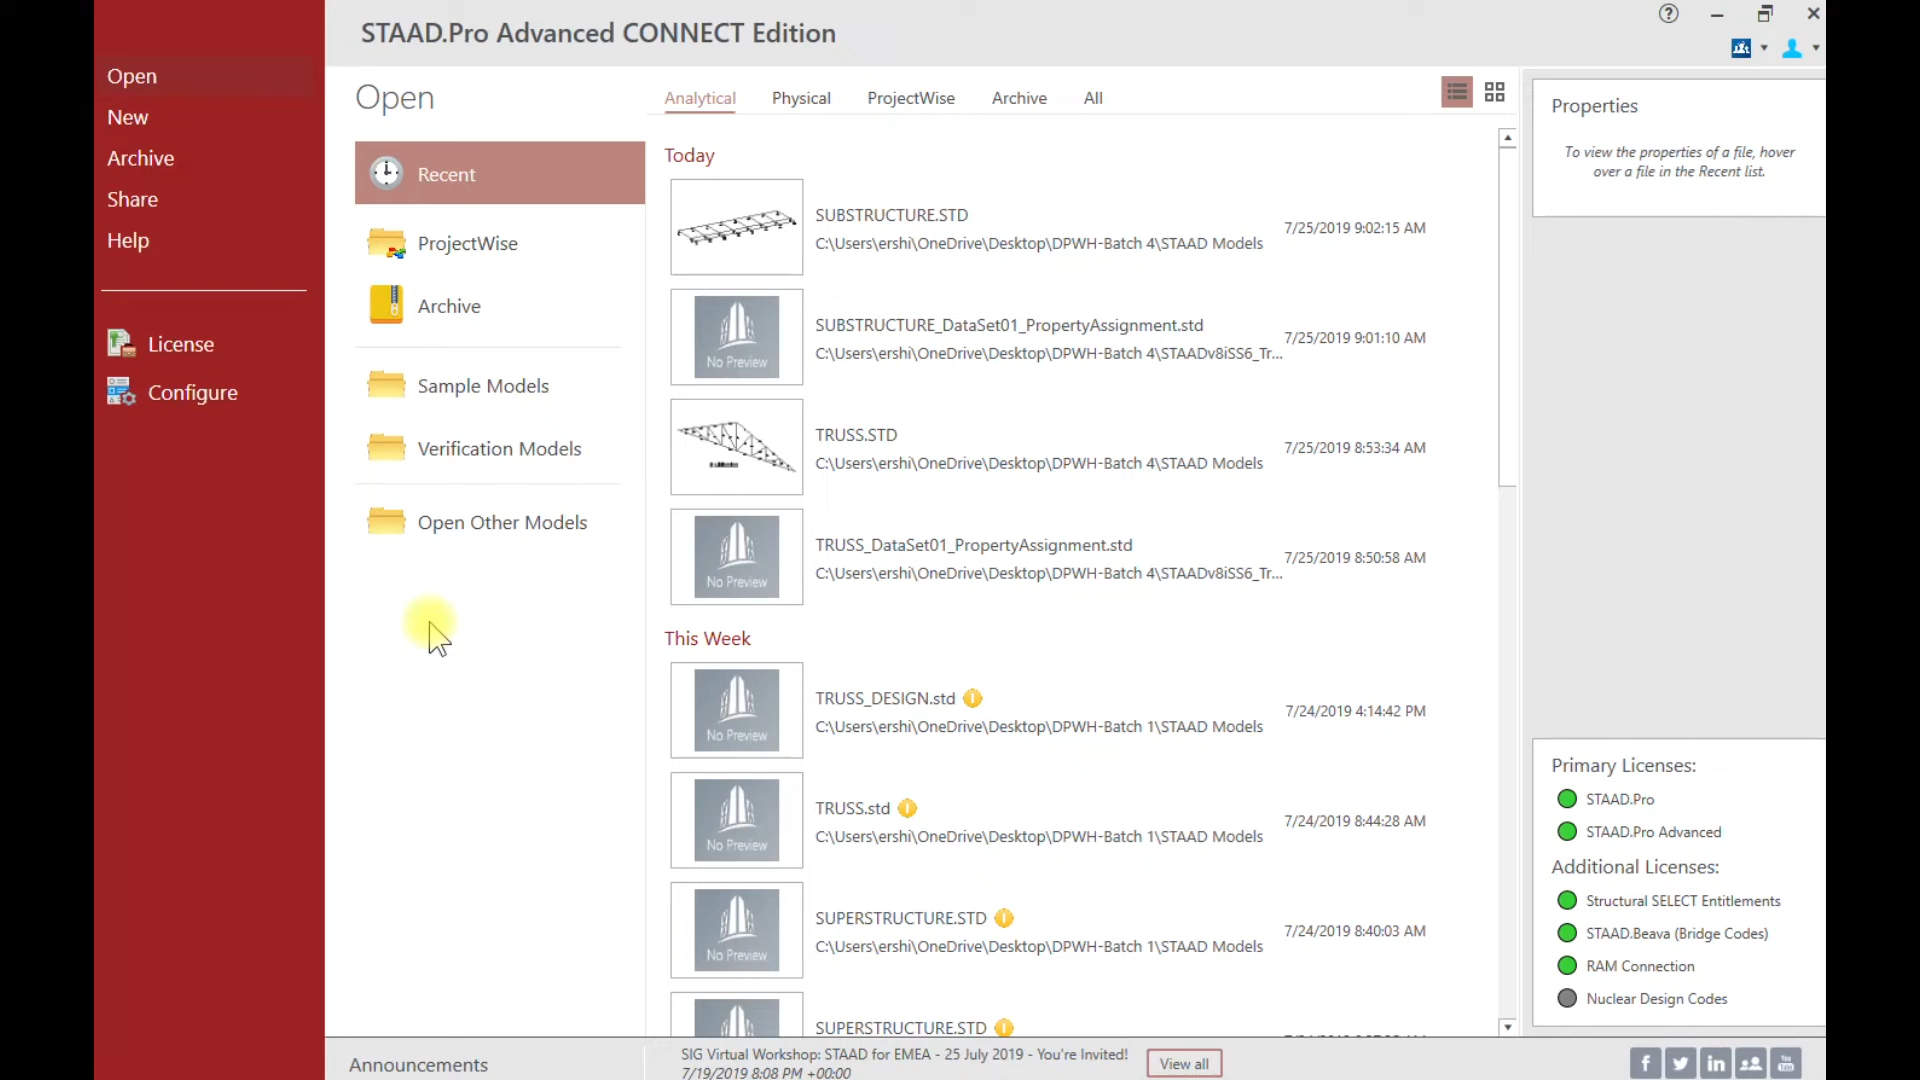 STAAD.Pro Advanced CONNECT Edition
Open
New
Archive
Share
Help
License
Configure
Open
Recent
ProjectWise
Archive
Sample Models
Verification Models
Open Other Models
Analytical Physical ProjectWise Archive All
Today
SUBSTRUCTURE.STD
C:\Users\ershi\OneDrive\Desktop\DPWH-Batch 4\STAAD Models
7/25/2019 9:02:15 AM
No Preview
SUBSTRUCTURE_DataSet01_PropertyAssignment.std
C:\Users\ershi\OneDrive\Desktop\DPWH-Batch 4\STAADv8iSS6_Tr...
7/25/2019 9:01:10 AM
TRUSS.STD
C:\Users\ershi\OneDrive\Desktop\DPWH-Batch 4\STAAD Models
7/25/2019 8:53:34 AM
No Preview
TRUSS_DataSet01_PropertyAssignment.std
C:\Users\ershi\OneDrive\Desktop\DPWH-Batch 4\STAADv8iSS6_Tr...
7/25/2019 8:50:58 AM
This Week
No Preview
TRUSS_DESIGN.std
C:\Users\ershi\OneDrive\Desktop\DPWH-Batch 1\STAAD Models
7/24/2019 4:14:42 PM
No Preview
TRUSS.std
C:\Users\ershi\OneDrive\Desktop\DPWH-Batch 1\STAAD Models
7/24/2019 8:44:28 AM
No Preview
SUPERSTRUCTURE.STD
C:\Users\ershi\OneDrive\Desktop\DPWH-Batch 1\STAAD Models
7/24/2019 8:40:03 AM
SUPERSTRUCTURE.STD
Properties
To view the properties of a file, hover
over a file in the Recent list.
Primary Licenses:
STAAD.Pro
STAAD.Pro Advanced
Additional Licenses:
Structural SELECT Entitlements
STAAD.Beava (Bridge Codes)
RAM Connection
Nuclear Design Codes
Announcements
SIG Virtual Workshop: STAAD for EMEA - 25 July 2019 - You're Invited!
7/19/2019 8:08 PM +00:00
View all